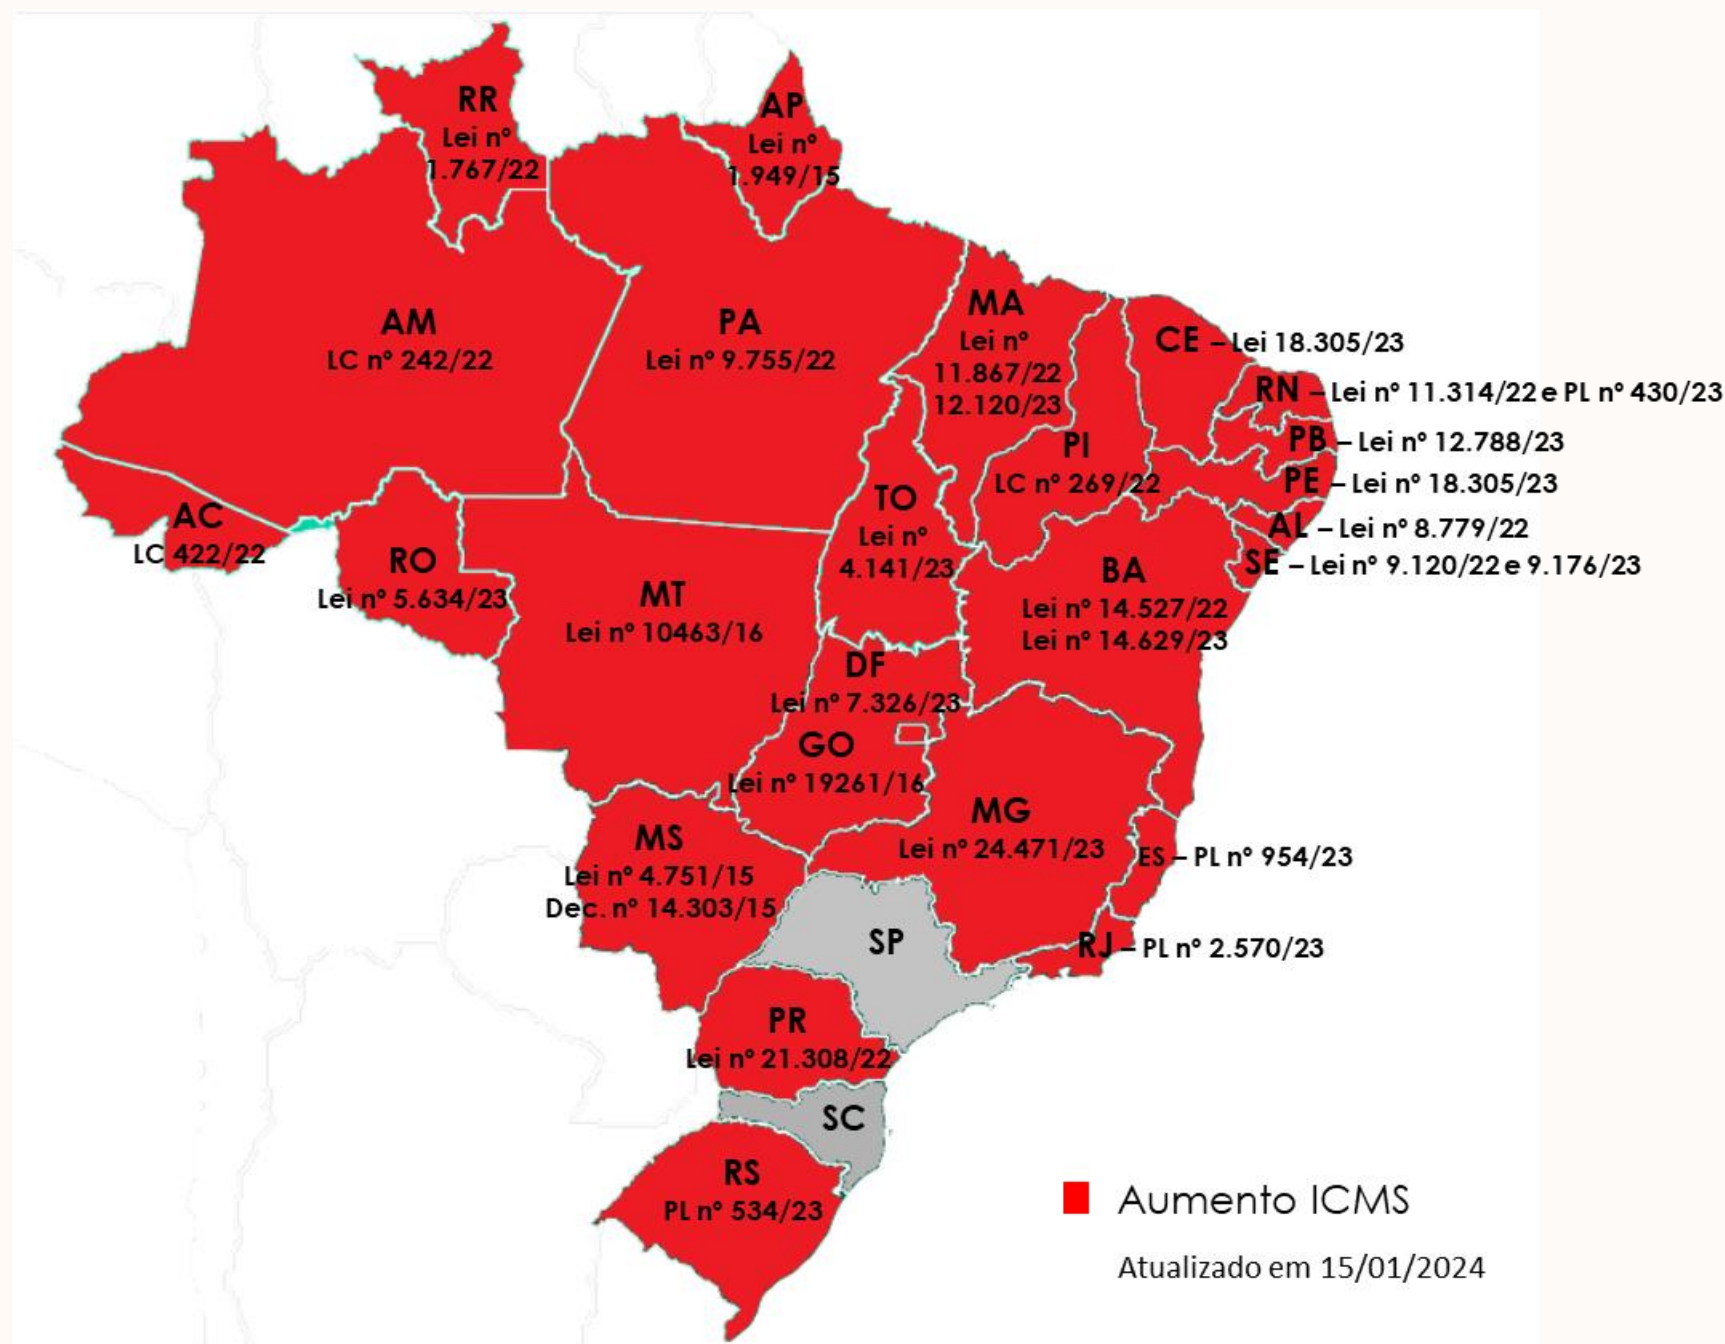 RR
Lei nº
1.767/22
AP
Lei nº
1.949/15
AM
LC nº 242/22
PA
Lei nº 9.755/22
MA
Lei nº
11.867/22
12.120/23
CE – Lei 18.305/23
RN – Lei nº 11.314/22 e PL nº 430/23
PB – Lei nº 12.788/23
PI
LC nº 269/22
PE – Lei nº 18.305/23
AL – Lei nº 8.779/22
SE – Lei nº 9.120/22 e 9.176/23
TO
Lei nº
4.141/23
AC
LC 422/22
RO
Lei nº 5.634/23
MT
Lei nº 10463/16
BA
Lei nº 14.527/22
Lei nº 14.629/23
DF
Lei nº 7.326/23
GO
Lei nº 19261/16
MG
Lei nº 24.471/23
ES – PL nº 954/23
MS
Lei nº 4.751/15
Dec. nº 14.303/15
SP
RJ – PL nº 2.570/23
PR
Lei nº 21.308/22
SC
RS
PL nº 534/23
Aumento ICMS
Atualizado em 15/01/2024